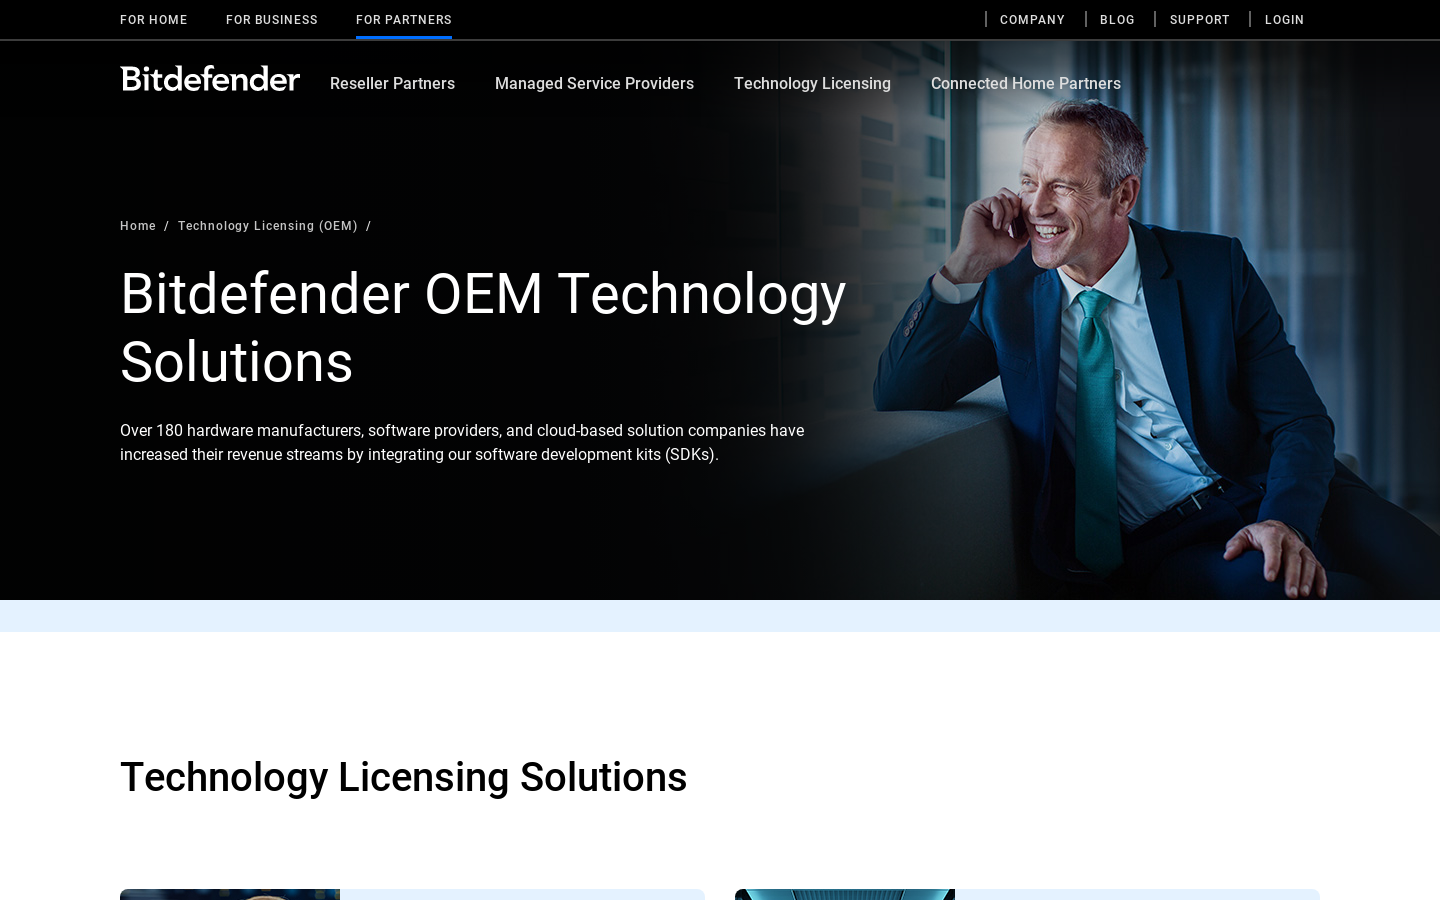 FOR HOME
FOR BUSINESS
FOR PARTNERS
COMPANY
BLOG
SUPPORT
LOGIN
Bitdefender
Reseller Partners
Managed Service Providers
Technology Licensing
Connected Home Partners
Home / Technology Licensing (OEM) /
Bitdefender OEM Technology
Solutions
Over 180 hardware manufacturers, software providers, and cloud-based solution companies have
increased their revenue streams by integrating our software development kits (SDKs).
Technology Licensing Solutions